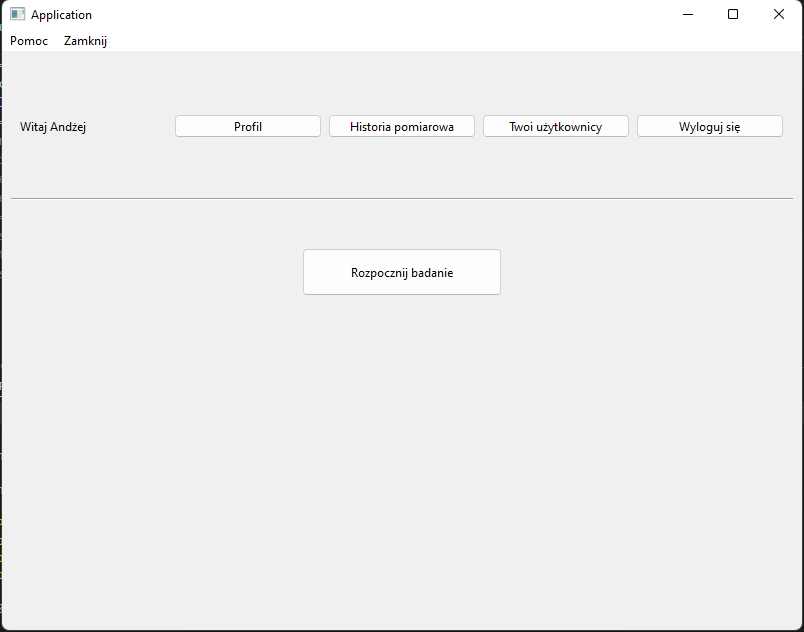 Application
Pomoc Zamknij
Witaj Andżej Profil Historia pomiarowa Twoi użytkownicy Wyloguj się
Rozpocznij badanie